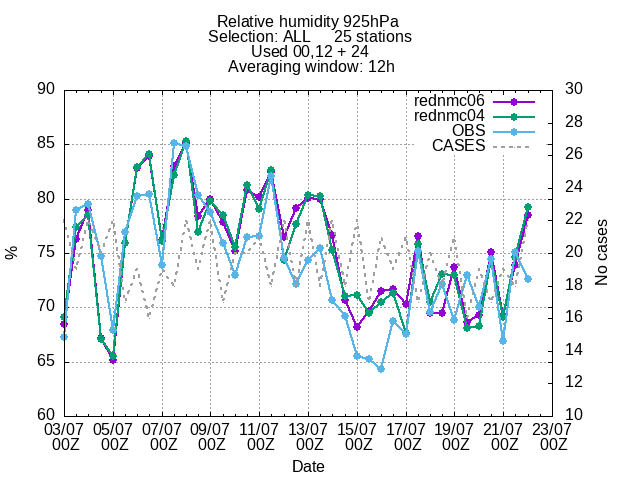 Relative humidity 925hPa
Selection: ALL 25 stations
Used 00,12 + 24
Averaging window: 12h
rednmc06
rednmc04
OBS
CASES
90
85
80
75
70
65
60
%
30
28
26
24
22
20
18
16
14
12
10
No cases
03/07 05/07 07/07 09/07 11/07 13/07 15/07 17/07 19/07 21/07 23/07
00Z 00Z 00Z 00Z 00Z 00Z 00Z 00Z 00Z 00Z 00Z
Date